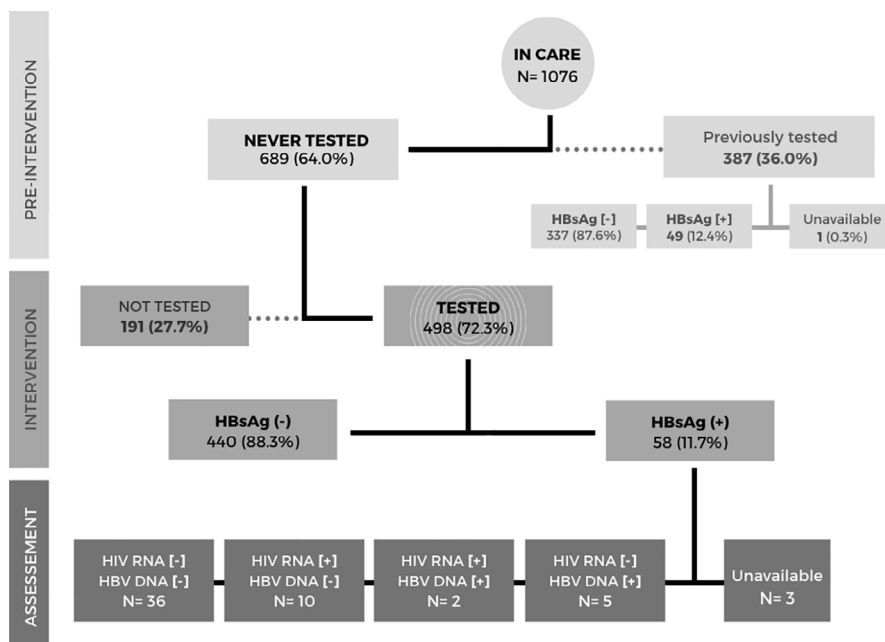 PRE-INTERVENTION
IN CARE
N= 1076
NEVER TESTED
689 (64.0%)
Previously tested
387 (36.0%)
HBsAg [-]
337 (87.6%)
HBsAg [+]
49 (12.4%)
Unavailable
1 (0.3%)
INTERVENTION
NOT TESTED
191 (27.7%)
TESTED
498 (72.3%)
HBsAg (-)
440 (88.3%)
HBsAg (+)
58 (11.7%)
ASSESSEMENT
HIV RNA [-]
HBV DNA [-]
N= 36
HIV RNA [+]
HBV DNA [-]
N= 10
HIV RNA [+]
HBV DNA [+]
N= 2
HIV RNA [-]
HBV DNA [+]
N= 5
Unavailable
N= 3